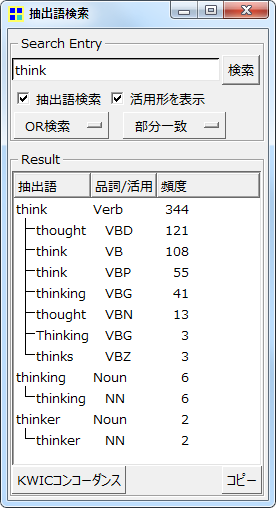 抽出語検索
Search Entry
think 検索
抽出語検索 活用形を表示
OR検索 部分一致
Result
抽出語 品詞/活用 頻度
think Verb 344
thought VBD 121
think VB 108
think VBP 55
thinking VBG 41
thought VBN 13
Thinking VBG 3
thinks VBZ 3
thinking Noun 6
thinking NN 6
thinker Noun 2
thinker NN 2
KWICコンコーダンス コピー